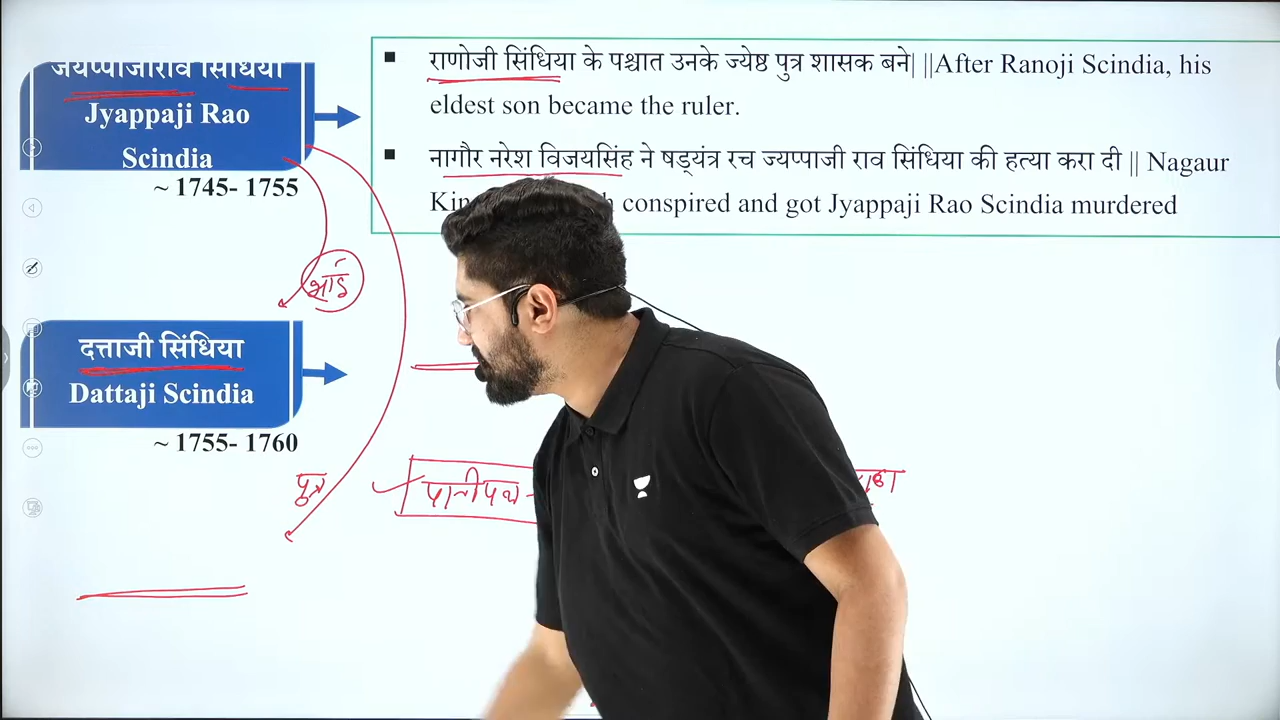 जयप्पाजीराव सिंधिया
Jyappaji Rao
Scindia
~ 1745- 1755
राणोजी सिंधिया के पश्चात उनके ज्येष्ठ पुत्र शासक बने| ||After Ranoji Scindia, his
eldest son became the ruler.
नागौर नरेश विजयसिंह ने षड्यंत्र रच ज्यप्पाजी राव सिंधिया की हत्या करा दी || Nagaur
conspired and got Jyappaji Rao Scindia murdered
भाई
दत्ताजी सिंधिया
Dattaji Scindia
~ 1755- 1760
पुत्र
पानीपत